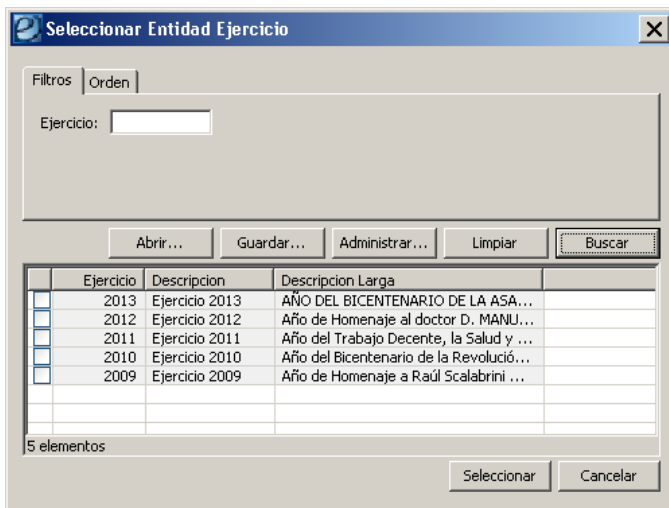 Seleccionar Entidad Ejercicio
Filtros Orden
Ejercicio:
Abrir... Guardar... Administrar... Limpiar Buscar
Ejercicio Descripcion Descripcion Larga
2013 Ejercicio 2013 AÑO DEL BICENTENARIO DE LA ASA...
2012 Ejercicio 2012 Año de Homenaje al doctor D. MANU...
2011 Ejercicio 2011 Año del Trabajo Decente, la Salud y ...
2010 Ejercicio 2010 Año del Bicentenario de la Revolució...
2009 Ejercicio 2009 Año de Homenaje a Raúl Scalabrini ...
5 elementos
Seleccionar Cancelar